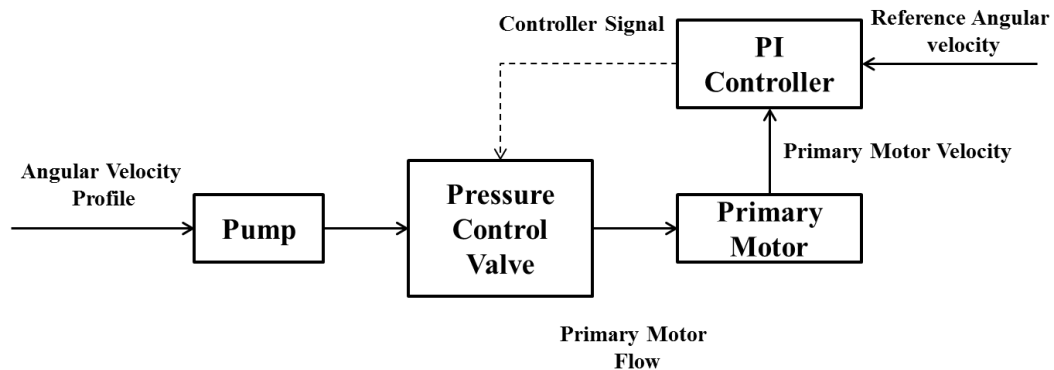 Controller Signal
PI
Controller
Reference Angular
velocity
Angular Velocity
Profile
Pump
Pressure
Control
Valve
Primary Motor Velocity
Primary
Motor
Primary Motor
Flow